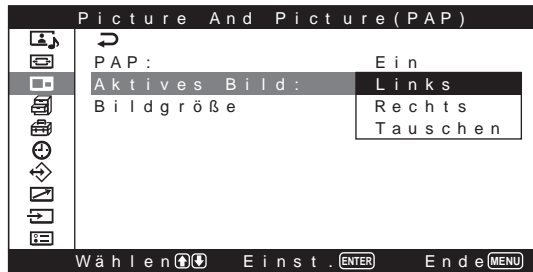 Picture And Picture(PAP)
PAP: Ein
Aktives Bild: Links
Bildgröße Rechts
Tauschen
Wählen Einst. ENTER Ende MENU